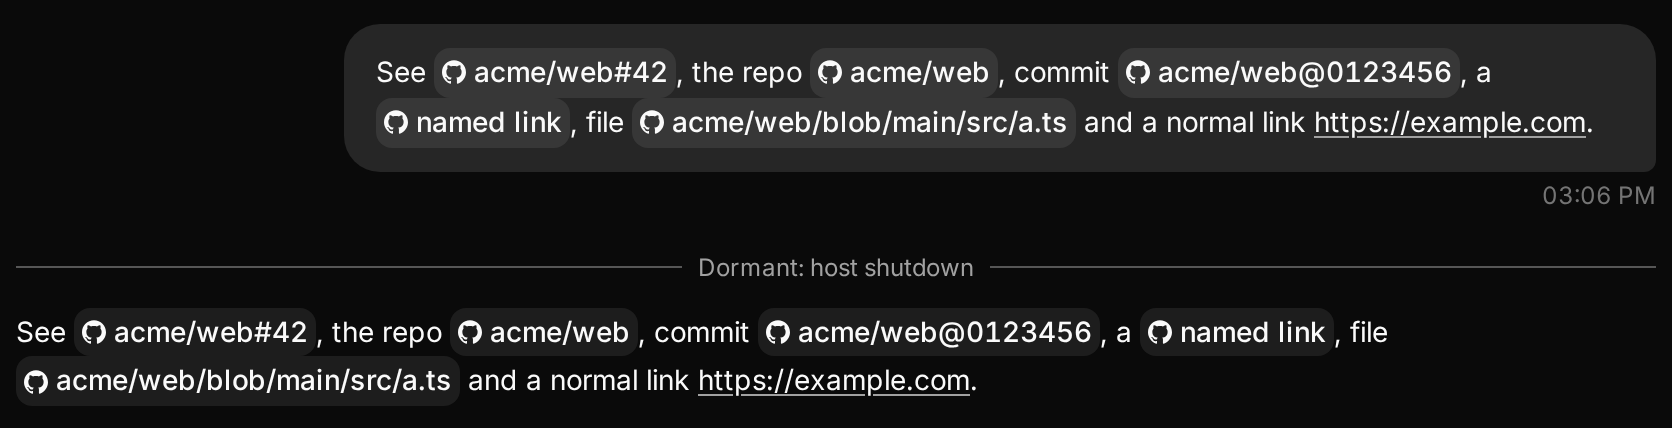 See acme/web#42, the repo acme/web, commit acme/web@0123456, a
named link, file acme/web/blob/main/src/a.ts and a normal link https://example.com.
03:06 PM
Dormant: host shutdown
See acme/web#42, the repo acme/web, commit acme/web@0123456, a named link, file
acme/web/blob/main/src/a.ts and a normal link https://example.com.